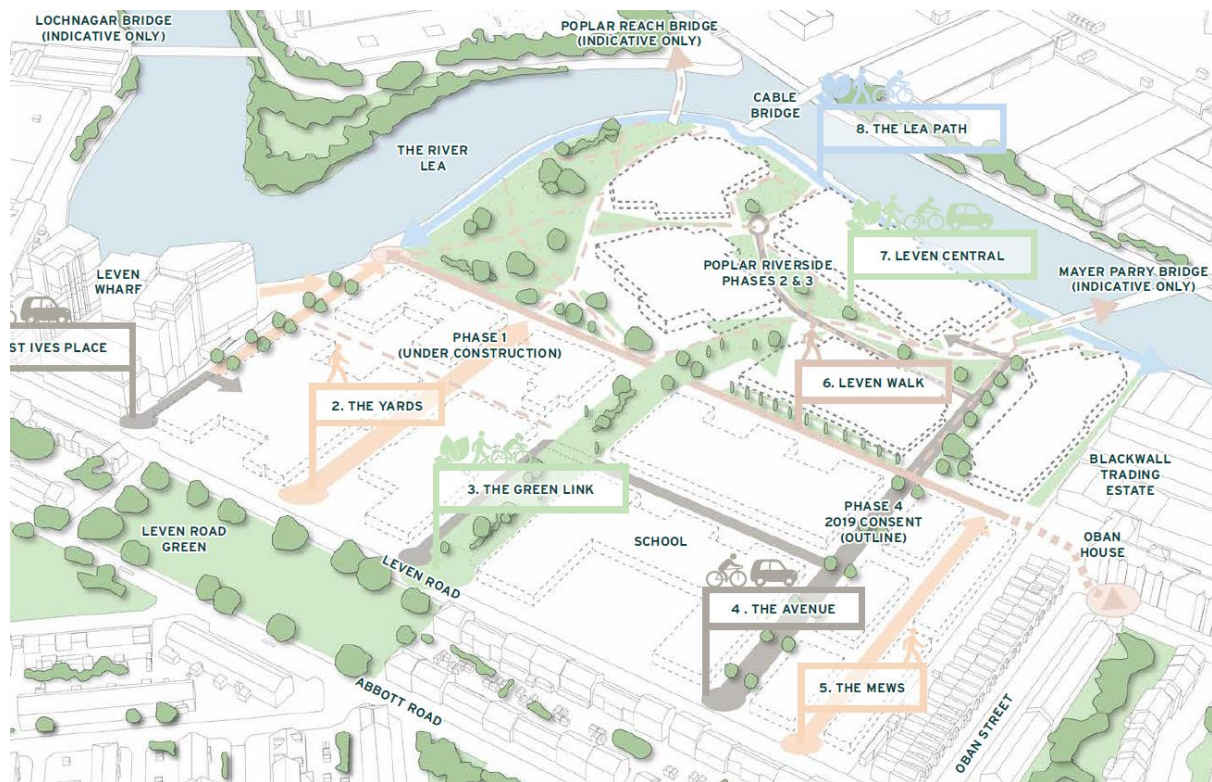 LOCHNAGAR BRIDGE
(INDICATIVE ONLY)
POPLAR REACH BRIDGE
(INDICATIVE ONLY)
CABLE
BRIDGE
8. THE LEA PATH
THE RIVER
LEA
7. LEVEN CENTRAL
LEVEN
WHARF
POPLAR RIVERSIDE
PHASES 2 & 3
MAYER PARRY BRIDGE
(INDICATIVE ONLY)
ST IVES PLACE
PHASE 1
(UNDER CONSTRUCTION)
2. THE YARDS
6. LEVEN WALK
3. THE GREEN LINK
BLACKWALL
TRADING
ESTATE
PHASE 4
2019 CONSENT
(OUTLINE)
LEVEN ROAD
GREEN
SCHOOL
OBAN
HOUSE
LEVEN ROAD
4 . THE AVENUE
5. THE MEWS
ABBOTT ROAD
OBAN STREET